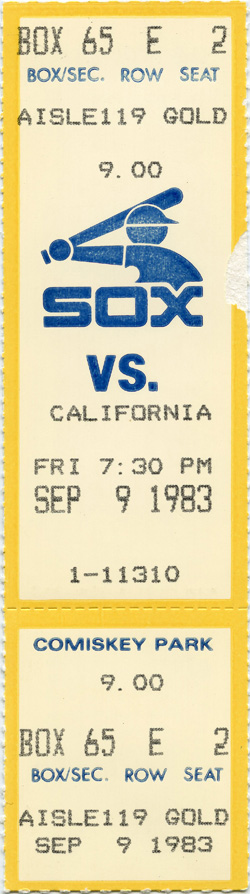 BOX 65 E 2
BOX/SEC. ROW SEAT
AISLE119 GOLD
9.00
SOX
VS.
CALIFORNIA
FRI 7:30 PM
SEP 9 1983
1-11310
COMISKEY PARK
9.00
BOX 65 E 2
BOX/SEC. ROW SEAT
AISLE119 GOLD
SEP 9 1983